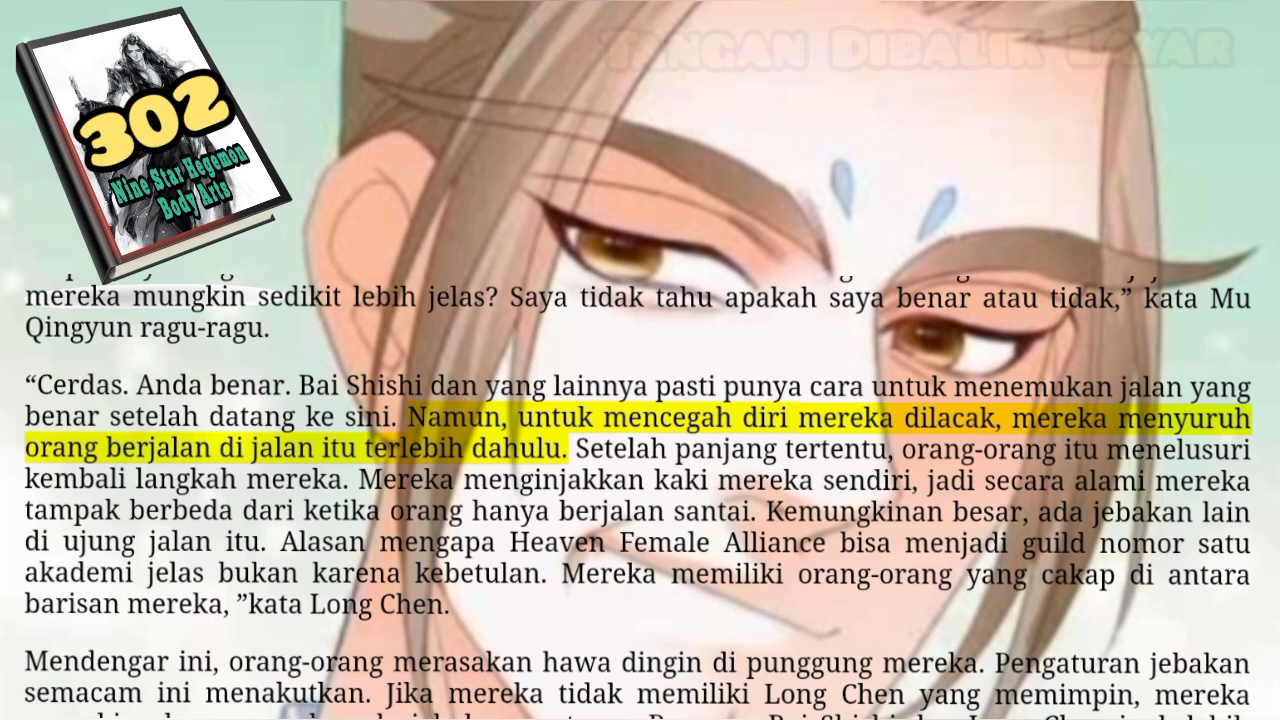 TANGAN DIBALIK LAYAR
302
Nine Star Hegemon
Body Arts
mereka mungkin sedikit lebih jelas? Saya tidak tahu apakah saya benar atau tidak,” kata Mu
Qingyun ragu-ragu.
“Cerdas. Anda benar. Bai Shishi dan yang lainnya pasti punya cara untuk menemukan jalan yang
benar setelah datang ke sini. Namun, untuk mencegah diri mereka dilacak, mereka menyuruh
orang berjalan di jalan itu terlebih dahulu. Setelah panjang tertentu, orang-orang itu menelusuri
kembali langkah mereka. Mereka menginjakkan kaki mereka sendiri, jadi secara alami mereka
tampak berbeda dari ketika orang hanya berjalan santai. Kemungkinan besar, ada jebakan lain
di ujung jalan itu. Alasan mengapa Heaven Female Alliance bisa menjadi guild nomor satu
akademi jelas bukan karena kebetulan. Mereka memiliki orang-orang yang cakap di antara
barisan mereka, ”kata Long Chen.
Mendengar ini, orang-orang merasakan hawa dingin di punggung mereka. Pengaturan jebakan
semacam ini menakutkan. Jika mereka tidak memiliki Long Chen yang memimpin, mereka